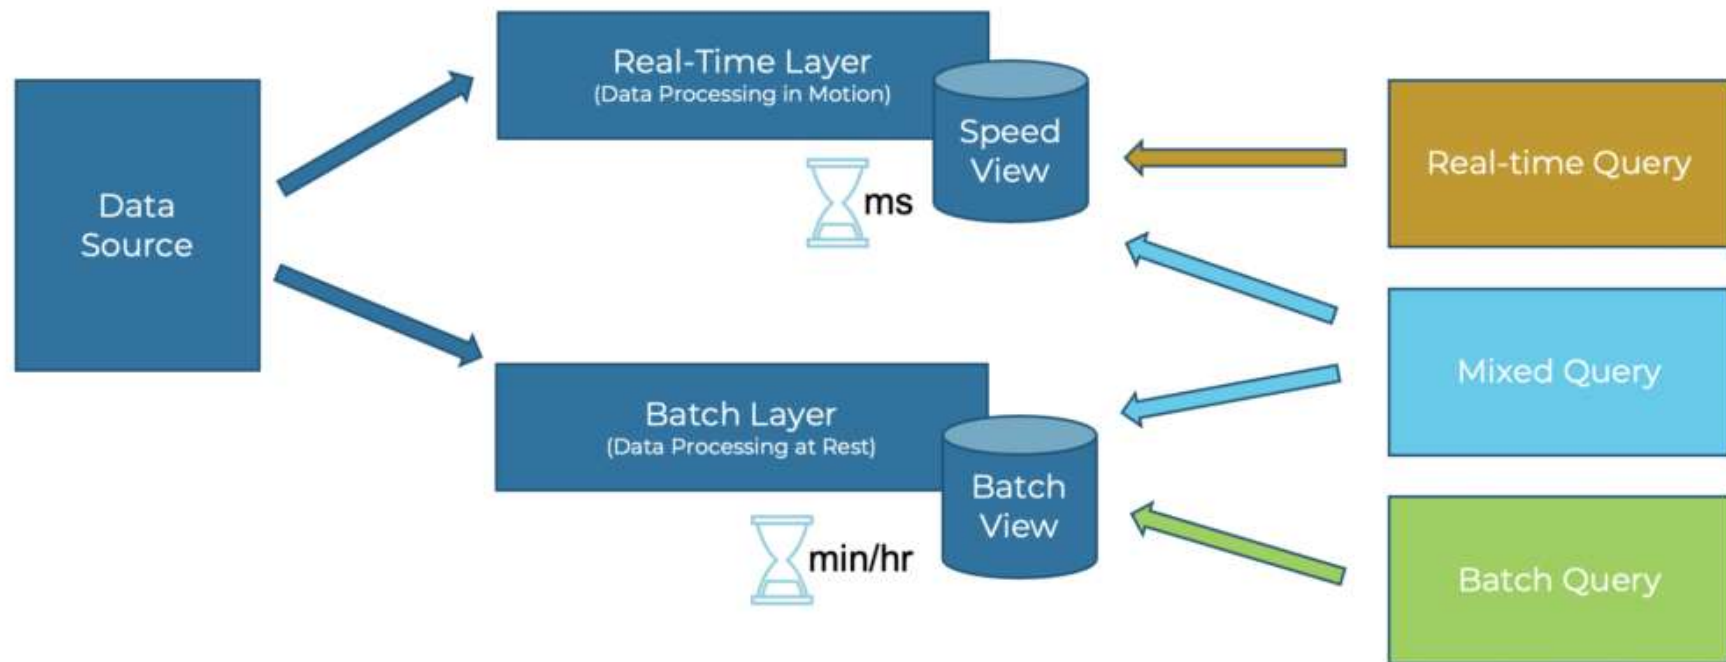 Data
Source
Real-Time Layer
(Data Processing in Motion)
Speed
View
ms
Batch Layer
(Data Processing at Rest)
Batch
View
min/hr
Real-time Query
Mixed Query
Batch Query